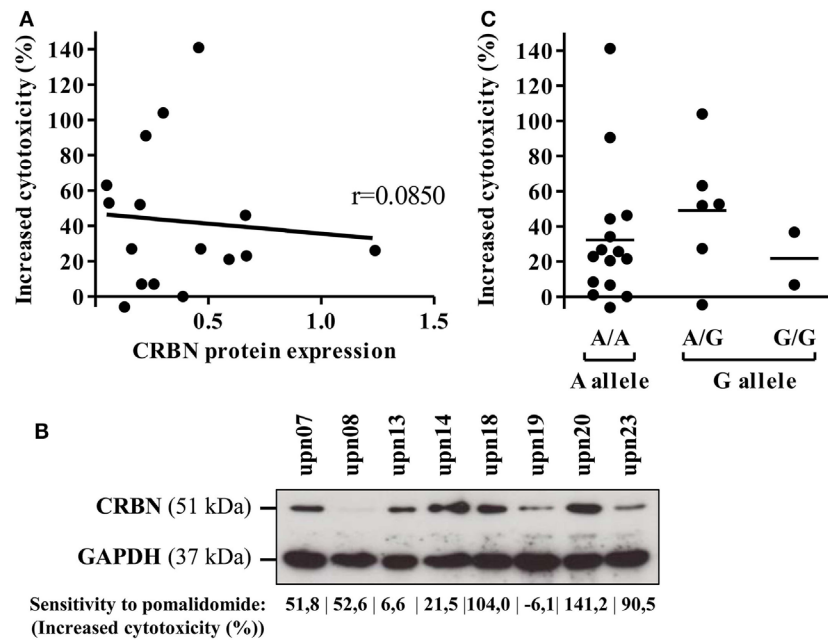 A
Increased cytotoxicity (%)
140
120
100
80
60
40
20
0
r=0.0850
0.5
1.0
1.5
CRBN protein expression
C
Increased cytotoxicity (%)
140
120
100
80
60
40
20
0
A/A
A/G
G/G
A allele
G allele
B
upn07
upn08
upn13
upn14
upn18
upn19
upn20
upn23
CRBN (51 kDa)
GAPDH (37 kDa)
Sensitivity to pomalidomide: 51,8 | 52,6 | 6,6 | 21,5 |104,0 | -6,1 | 141,2 | 90,5
(Increased cytotoxicity (%))